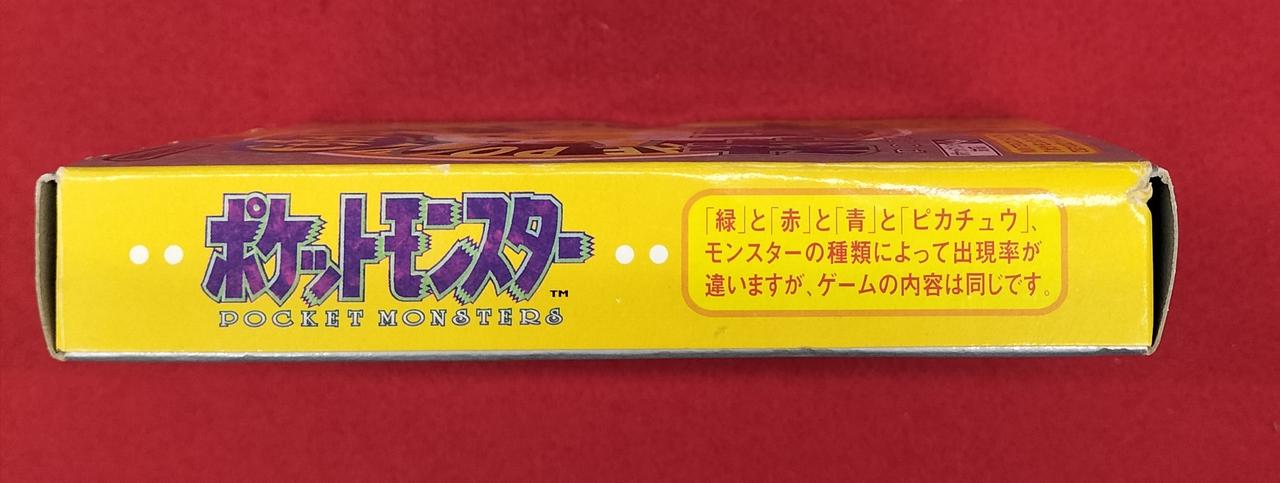 ポケットモンスター
TM
POCKET MONSTERS
「緑」と「赤」と「青」と「ピカチュウ」、
モンスターの種類によって出現率が
違いますが、ゲームの内容は同じです。